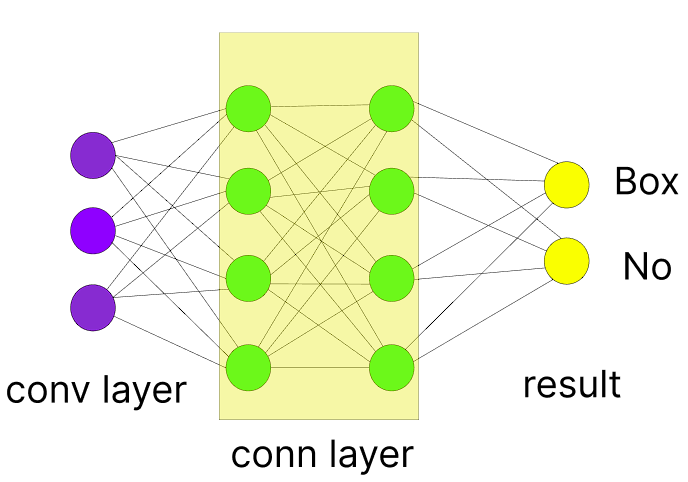 Box
No
conv layer
result
conn layer